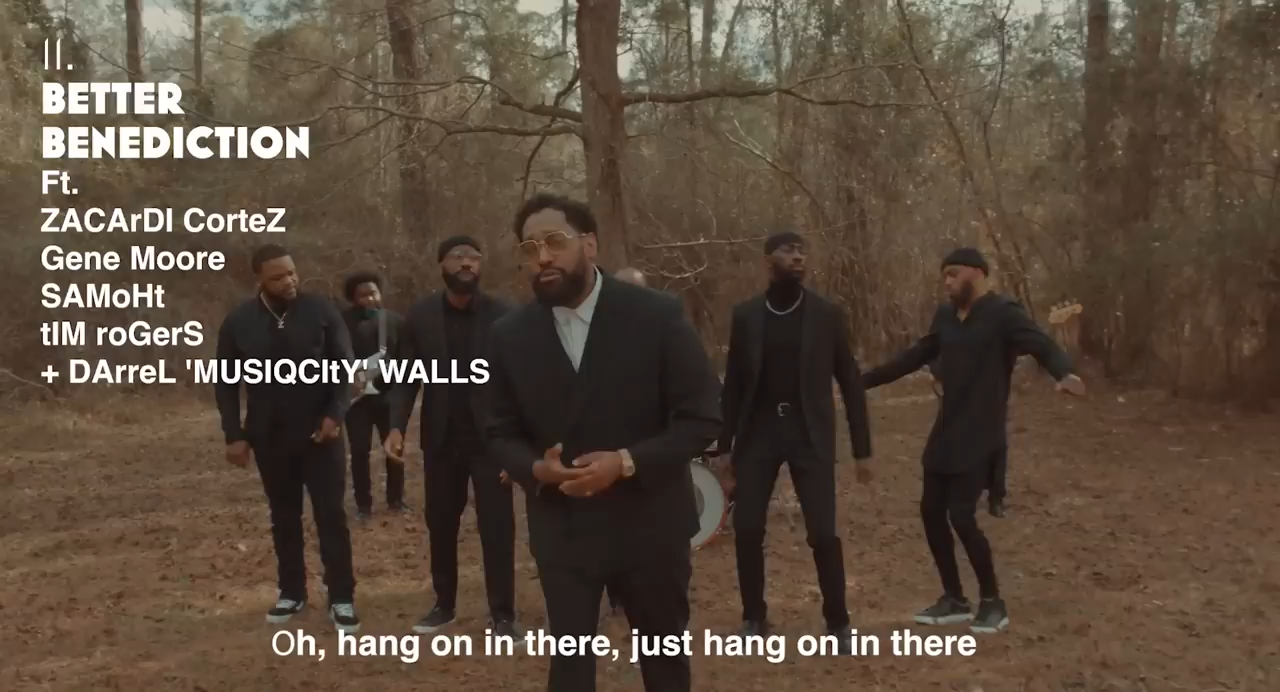 II.
BETTER
BENEDICTION
Ft.
ZACArDI CorteZ
Gene Moore
SAMoHt
tIM roGerS
+ DArreL 'MUSIQCItY' WALLS
Oh, hang on in there, just hang on in there